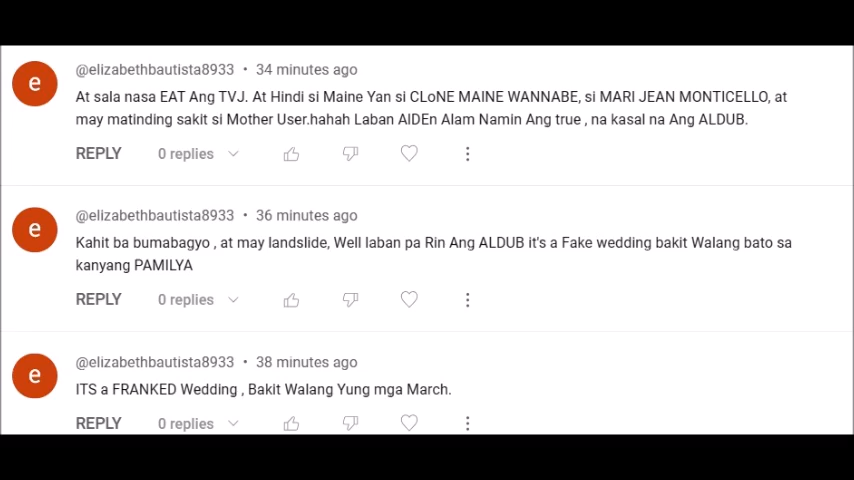 e
@elizabethbautista8933 • 34 minutes ago
At sala nasa EAT Ang TVJ. At Hindi si Maine Yan si CLoNE MAINE WANNABE, si MARI JEAN MONTICELLO, at
may matinding sakit si Mother User.hahah Laban AIDEn Alam Namin Ang true , na kasal na Ang ALDUB.
REPLY 0 replies
e
@elizabethbautista8933 • 36 minutes ago
Kahit ba bumabagyo , at may landslide, Well laban pa Rin Ang ALDUB it's a Fake wedding bakit Walang bato sa
kanyang PAMILYA
REPLY 0 replies
e
@elizabethbautista8933 • 38 minutes ago
ITS a FRANKED Wedding , Bakit Walang Yung mga March.
REPLY 0 replies